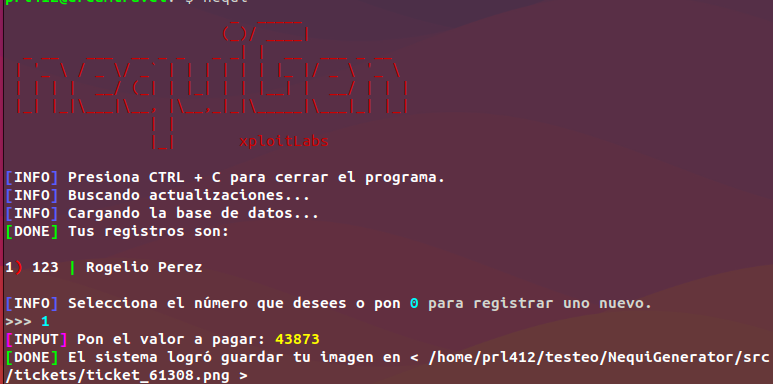 prl412@
nequiGen
xploitLabs
[INFO] Presiona CTRL + C para cerrar el programa.
[INFO] Buscando actualizaciones...
[INFO] Cargando la base de datos...
[DONE] Tus registros son:
1) 123 | Rogelio Perez
[INFO] Selecciona el número que desees o pon 0 para registrar uno nuevo.
>>> 1
[INPUT] Pon el valor a pagar: 43873
[DONE] El sistema logró guardar tu imagen en < /home/prl412/testeo/NequiGenerator/src
/tickets/ticket_61308.png >